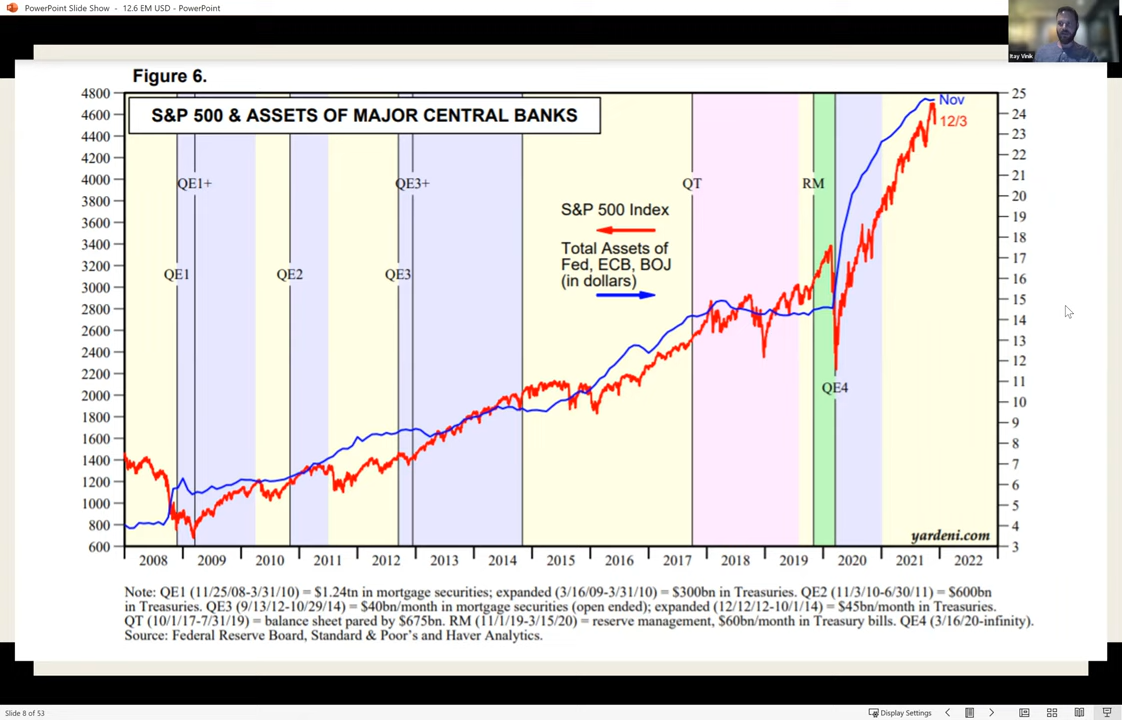 PowerPoint Slide Show - 12.6 EM USD - PowerPoint
Itay Vinik
Figure 6.
S&P 500 & ASSETS OF MAJOR CENTRAL BANKS
4800
4600
4400
4200
4000
3800
3600
3400
3200
3000
2800
2600
2400
2200
2000
1800
1600
1400
1200
1000
800
600
25
24
23
22
21
20
19
18
17
16
15
14
13
12
11
10
9
8
7
6
5
4
3
Nov
12/3
QE1+
QE3+
QT
RM
S&P 500 Index
Total Assets of
Fed, ECB, BOJ
(in dollars)
QE1
QE2
QE3
QE4
yardeni.com
2008 2009 2010 2011 2012 2013 2014 2015 2016 2017 2018 2019 2020 2021 2022
Note: QE1 (11/25/08-3/31/10) = $1.24tn in mortgage securities; expanded (3/16/09-3/31/10) = $300bn in Treasuries. QE2 (11/3/10-6/30/11) = $600bn
in Treasuries. QE3 (9/13/12-10/29/14) = $40bn/month in mortgage securities (open ended); expanded (12/12/12-10/1/14) = $45bn/month in Treasuries.
QT (10/1/17-7/31/19) = balance sheet pared by $675bn. RM (11/1/19-3/15/20) = reserve management, $60bn/month in Treasury bills. QE4 (3/16/20-infinity).
Source: Federal Reserve Board, Standard & Poor's and Haver Analytics.
Slide 8 of 53
Display Settings